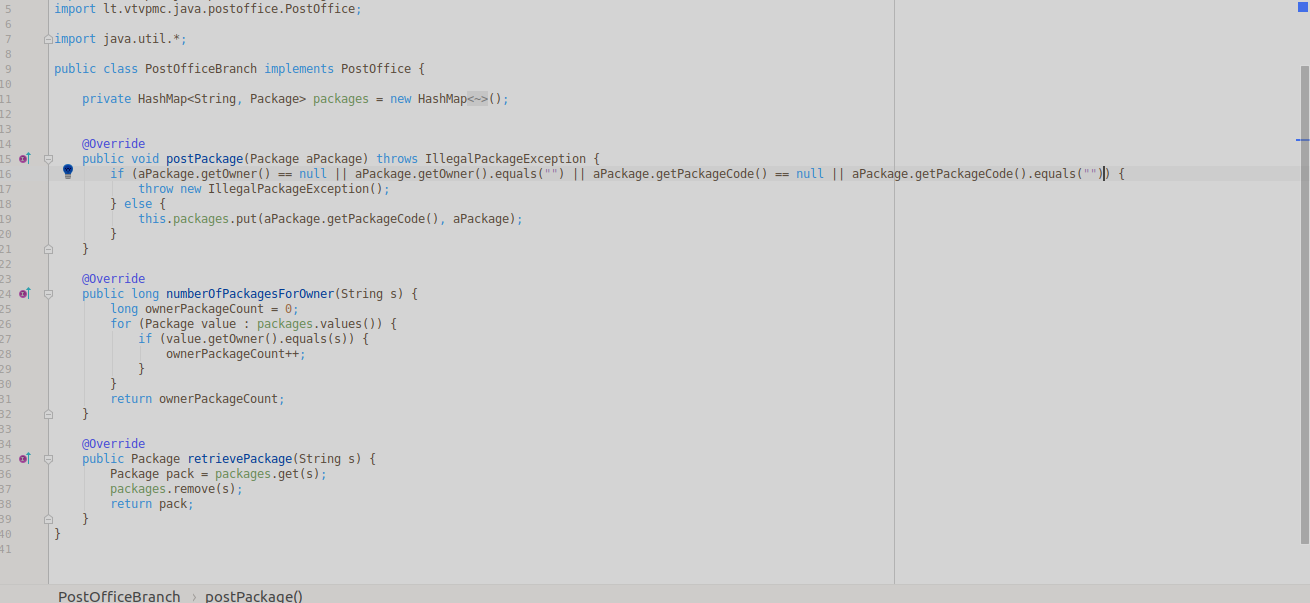 5 import lt.vtvpmc.java.postoffice.PostOffice;
6
7 import java.util.*;
8
9 public class PostOfficeBranch implements PostOffice {
10
11 private HashMap<String, Package> packages = new HashMap<~>();
12
13
14 @Override
15 public void postPackage(Package aPackage) throws IllegalPackageException {
16 if (aPackage.getOwner() == null || aPackage.getOwner().equals("") || aPackage.getPackageCode() == null || aPackage.getPackageCode().equals("")) {
17 throw new IllegalPackageException();
18 } else {
19 this.packages.put(aPackage.getPackageCode(), aPackage);
20 }
21 }
22
23 @Override
24 public long numberOfPackagesForOwner(String s) {
25 long ownerPackageCount = 0;
26 for (Package value : packages.values()) {
27 if (value.getOwner().equals(s)) {
28 ownerPackageCount++;
29 }
30 }
31 return ownerPackageCount;
32 }
33
34 @Override
35 public Package retrievePackage(String s) {
36 Package pack = packages.get(s);
37 packages.remove(s);
38 return pack;
39 }
40 }
41
PostOfficeBranch › postPackage()